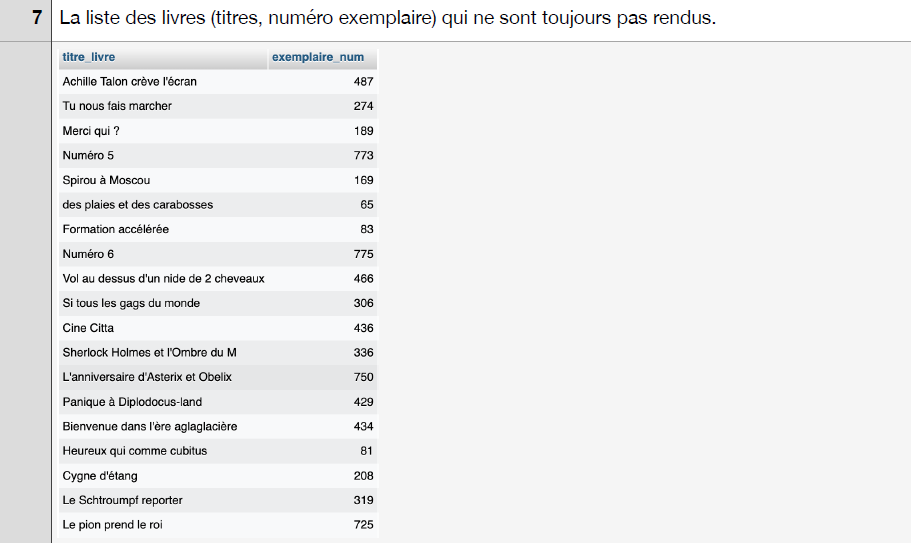 7 La liste des livres (titres, numéro exemplaire) qui ne sont toujours pas rendus.
titre_livre exemplaire_num
Achille Talon crève l'écran 487
Tu nous fais marcher 274
Merci qui ? 189
Numéro 5 773
Spirou à Moscou 169
des plaies et des carabosses 65
Formation accélérée 83
Numéro 6 775
Vol au dessus d'un nide de 2 cheveaux 466
Si tous les gags du monde 306
Cine Citta 436
Sherlock Holmes et l'Ombre du M 336
L'anniversaire d'Asterix et Obelix 750
Panique à Diplodocus-land 429
Bienvenue dans l'ère aglaglacière 434
Heureux qui comme cubitus 81
Cygne d'étang 208
Le Schtroumpf reporter 319
Le pion prend le roi 725